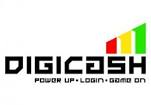 DIGICASH
POWER UP • LOGIN • GAME ON